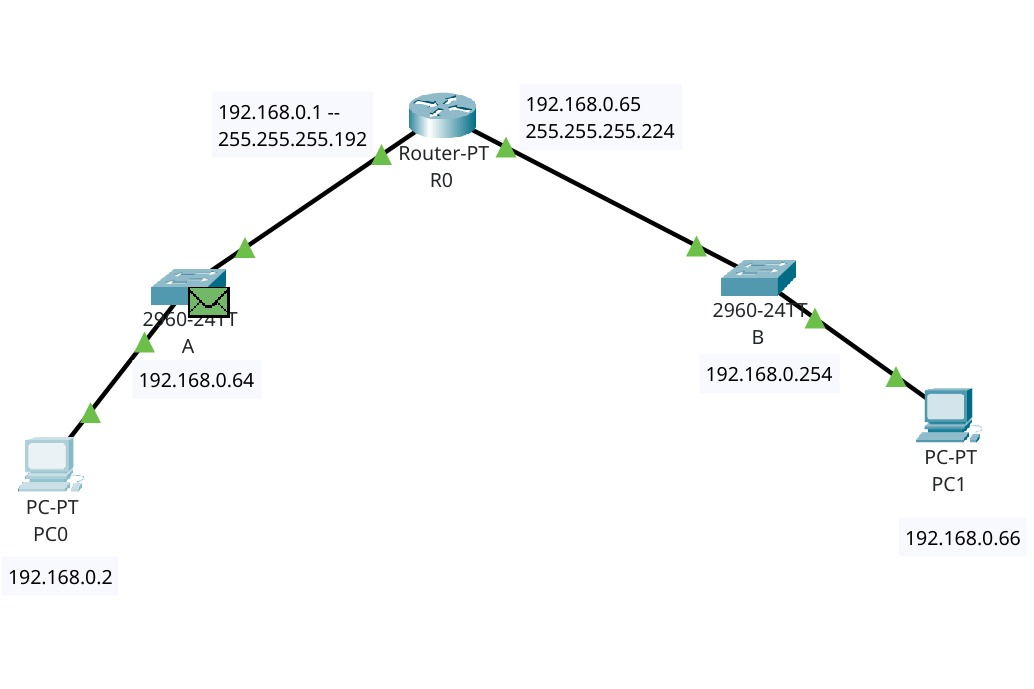 192.168.0.1 --
255.255.255.192
192.168.0.65
255.255.255.224
Router-PT
R0
2960-24TT
A
192.168.0.64
2960-24TT
B
192.168.0.254
PC-PT
PC0
192.168.0.2
PC-PT
PC1
192.168.0.66